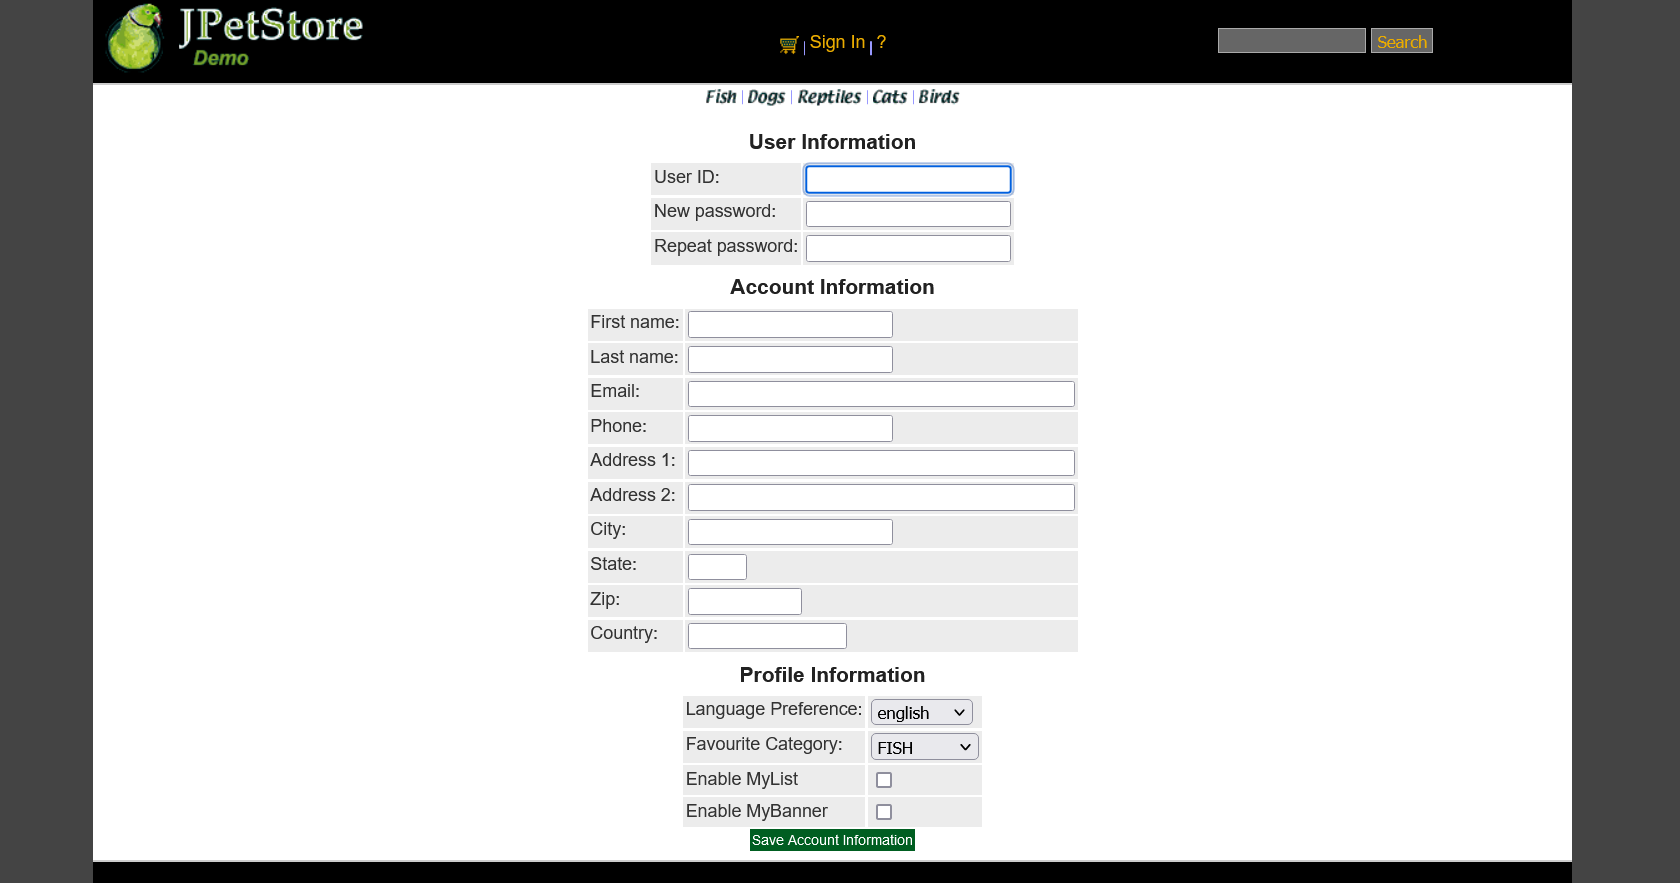 JPetStore
Demo
Sign In ?
Search
Fish Dogs Reptiles Cats Birds
User Information
User ID:
New password:
Repeat password:
Account Information
First name:
Last name:
Email:
Phone:
Address 1:
Address 2:
City:
State:
Zip:
Country:
Profile Information
Language Preference: english
Favourite Category: FISH
Enable MyList
Enable MyBanner
Save Account Information